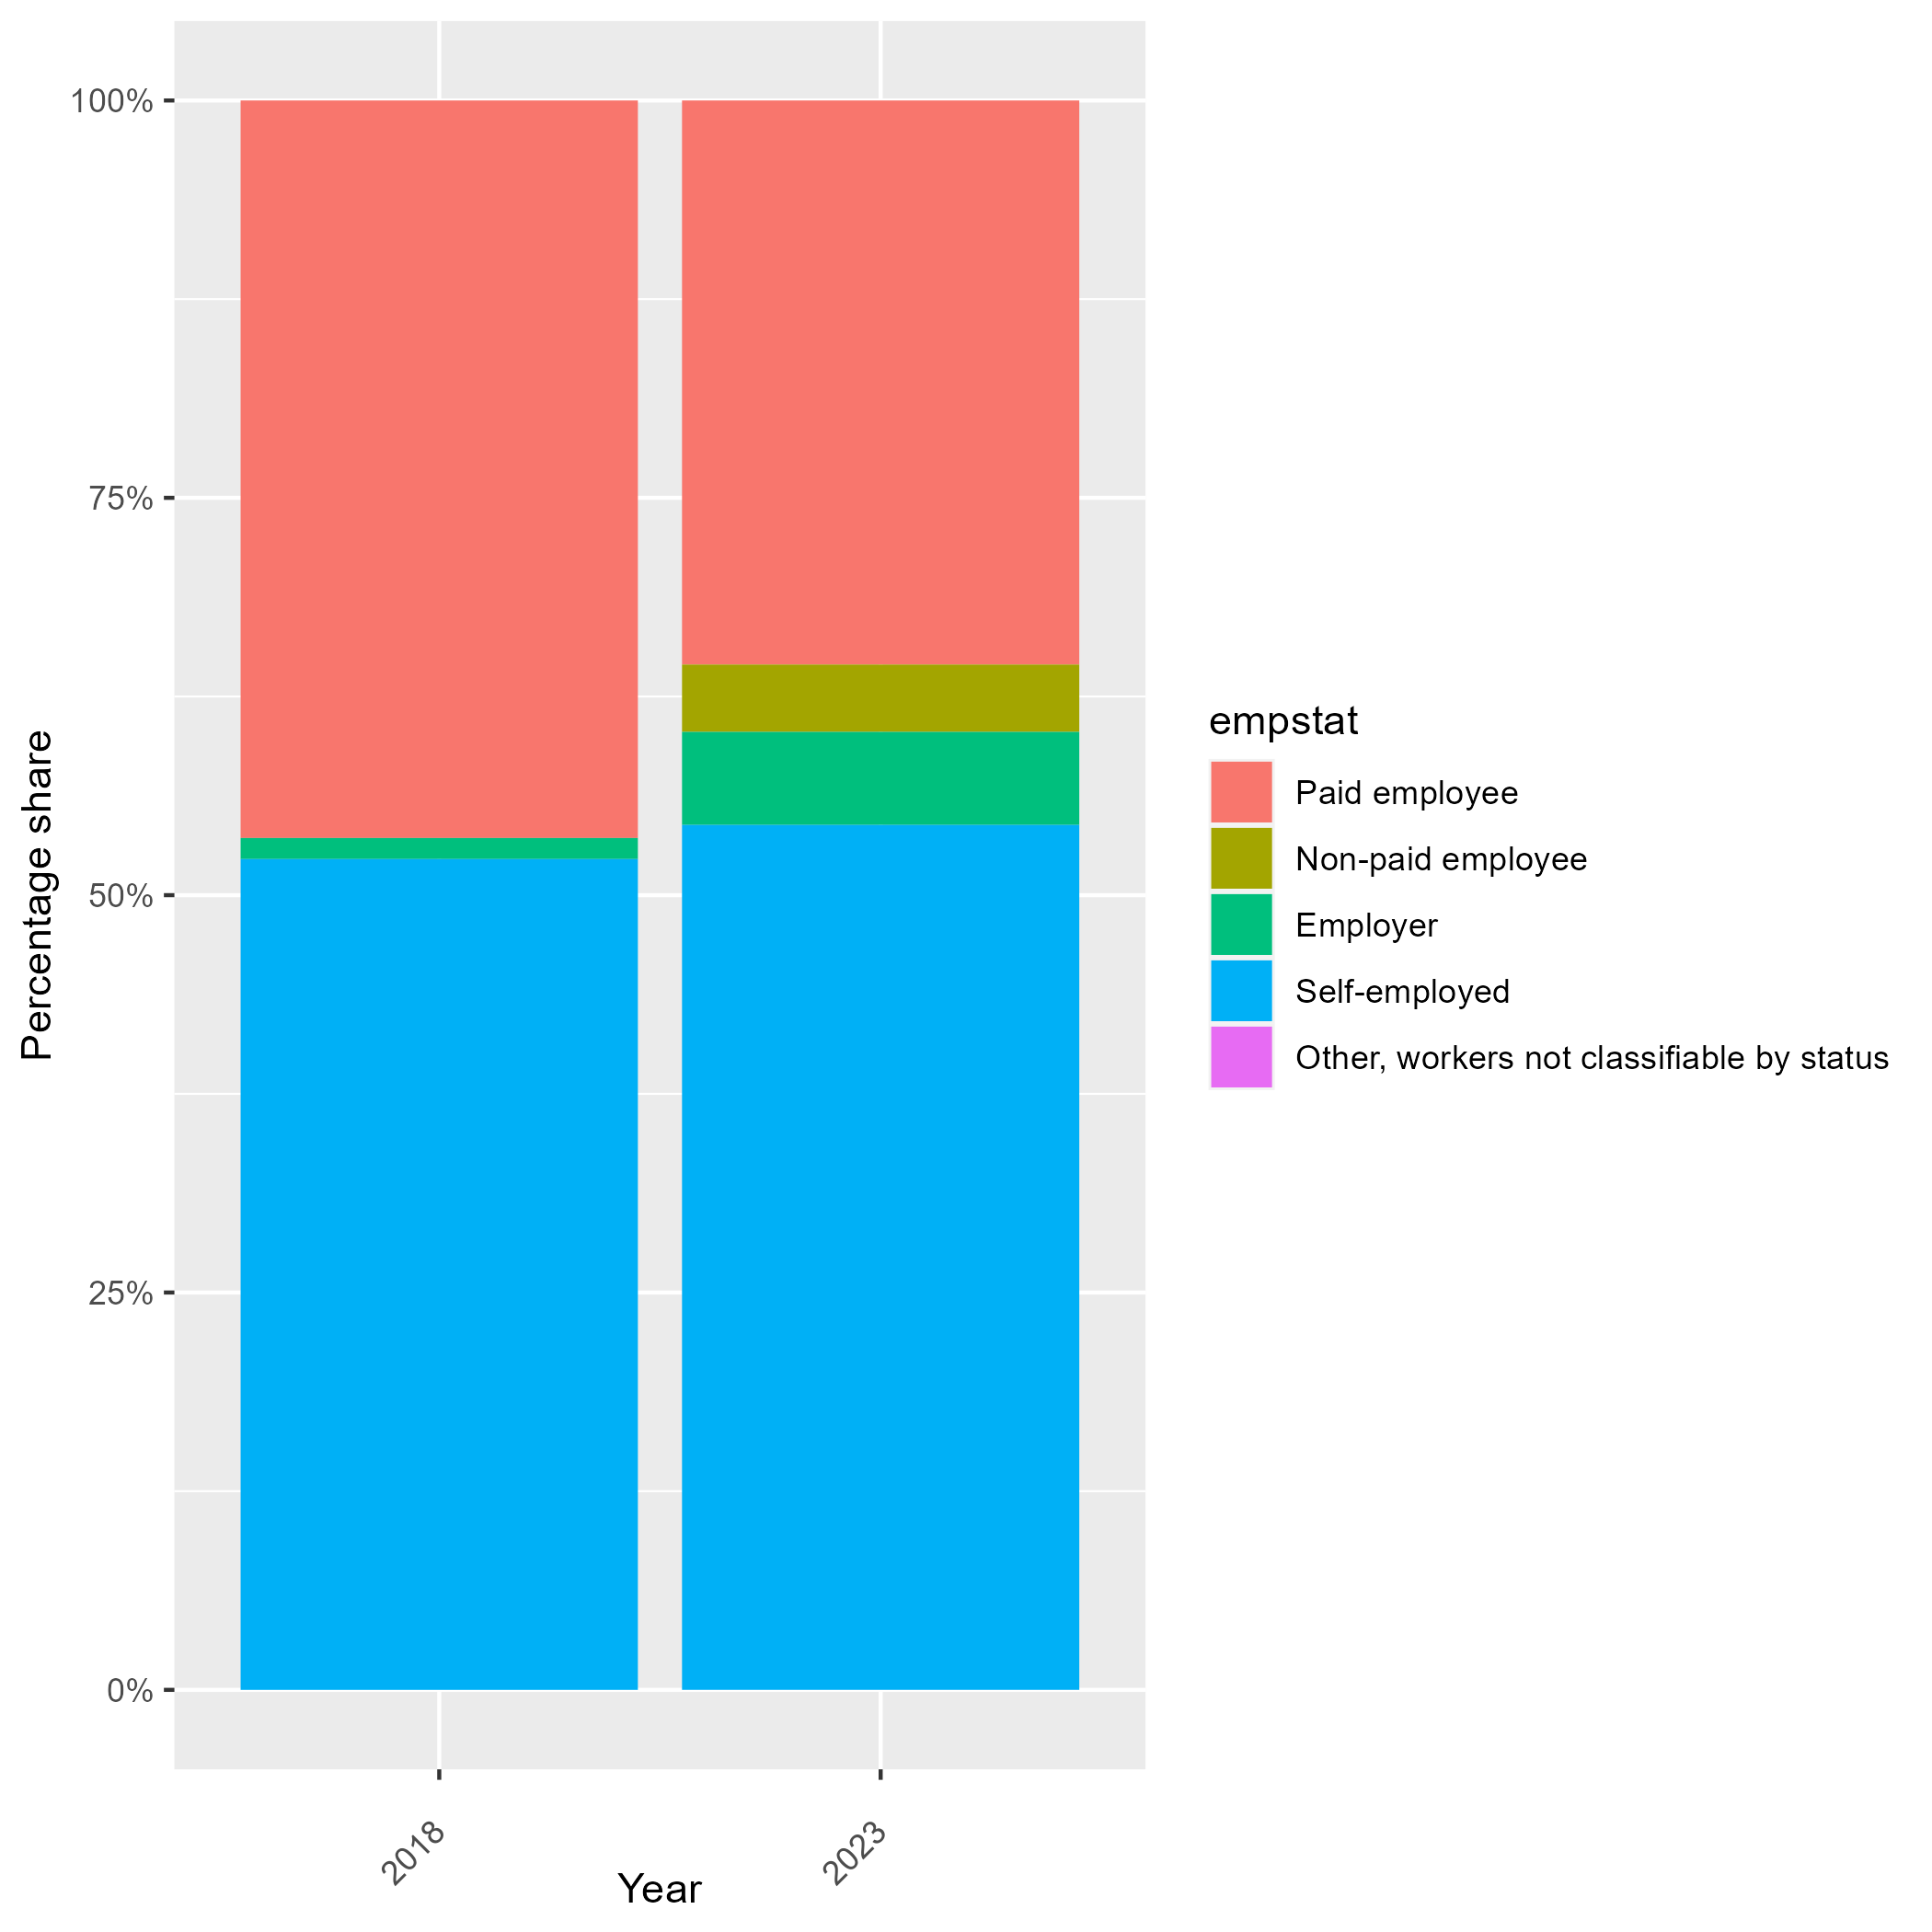 Percentage share
100%
75%
50%
25%
0%
2018
2023
Year
empstat
Paid employee
Non-paid employee
Employer
Self-employed
Other, workers not classifiable by status